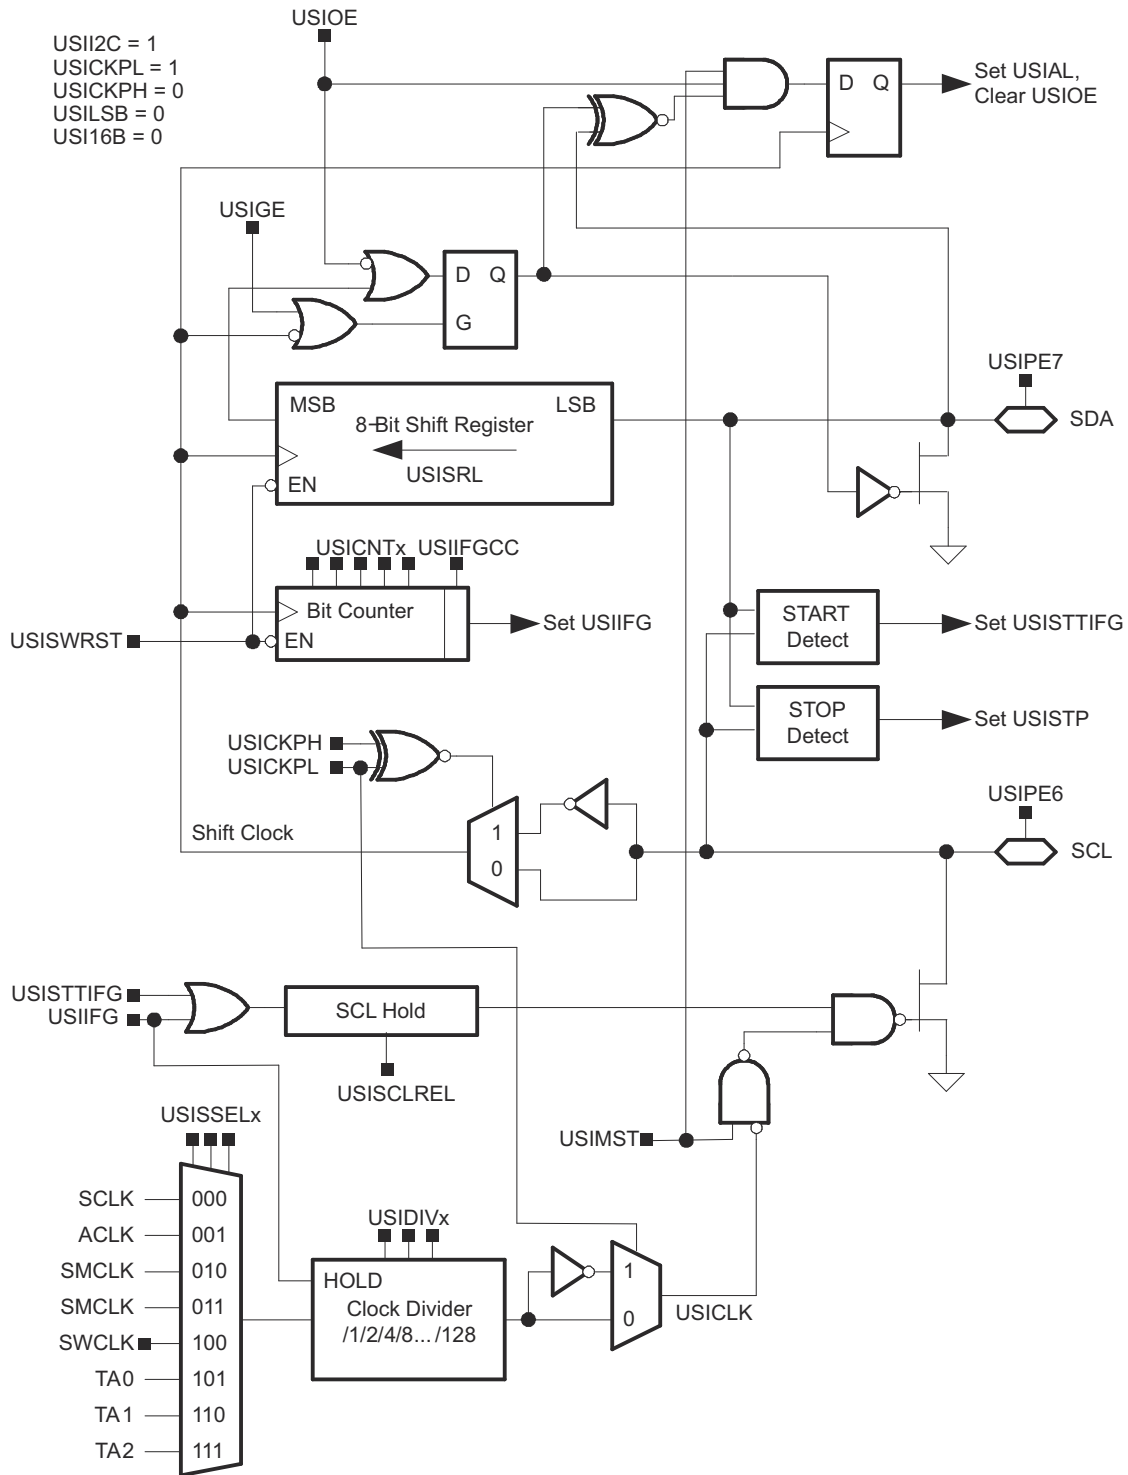 USIOE
USII2C = 1
USICKPL = 1
USICKPH = 0
USILSB = 0
USI16B = 0
D Q
Set USIAL,
Clear USIOE
USIGE
D Q
G
USIPE7
MSB
LSB
8-Bit Shift Register
SDA
USISRL
EN
USICNTx
USIIFGCC
Bit Counter
START
Detect
Set USISTTIFG
Set USIIFG
USISWRST
EN
STOP
Detect
Set USISTP
USICKPH
USICKPL
USIPE6
Shift Clock
1
0
SCL
USISTTIFG
USIIFG
SCL Hold
USISCLREL
USISSELx
USIMST
SCLK
000
ACLK
001
SMCLK
010
SMCLK
011
SWCLK
100
TA0
101
TA1
110
TA2
111
USIDIVx
HOLD
Clock Divider
/1/2/4/8... /128
1
0
USICLK